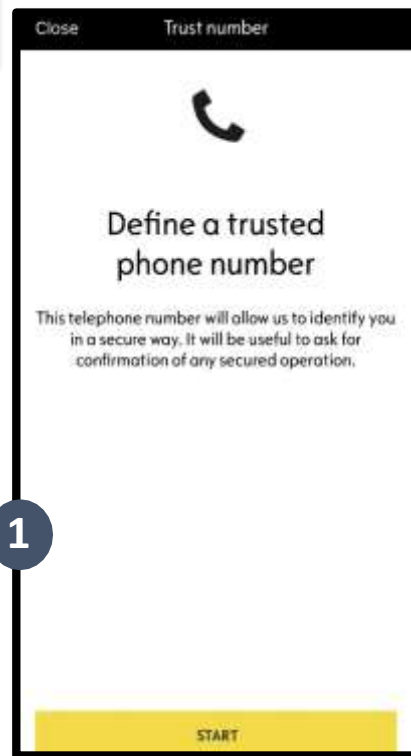 Close Trust number
Define a trusted
phone number
This telephone number will allow us to identify you
in a secure way. It will be useful to ask for
confirmation of any secured operation.
1
START